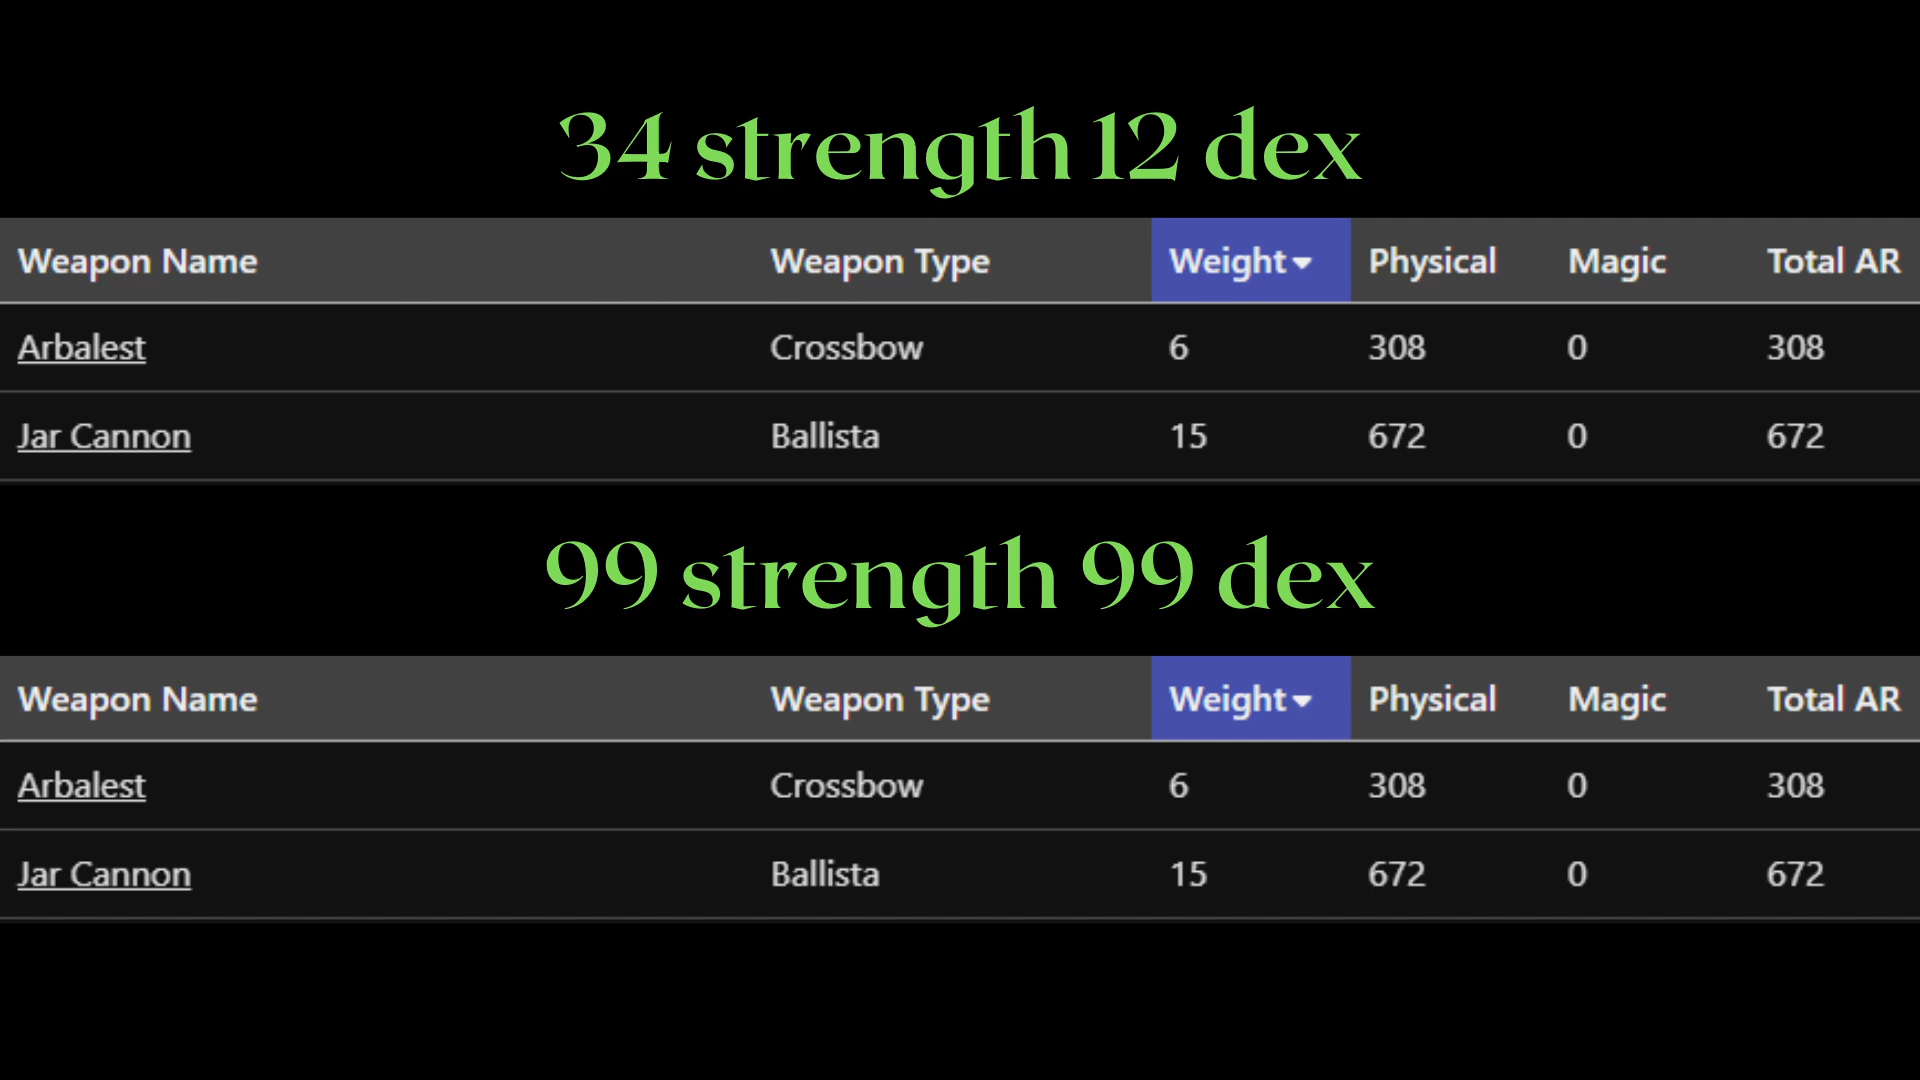 34 strength 12 dex
Weapon Name Weapon Type Weight Physical Magic Total AR
Arbalest Crossbow 6 308 0 308
Jar Cannon Ballista 15 672 0 672
99 strength 99 dex
Weapon Name Weapon Type Weight Physical Magic Total AR
Arbalest Crossbow 6 308 0 308
Jar Cannon Ballista 15 672 0 672